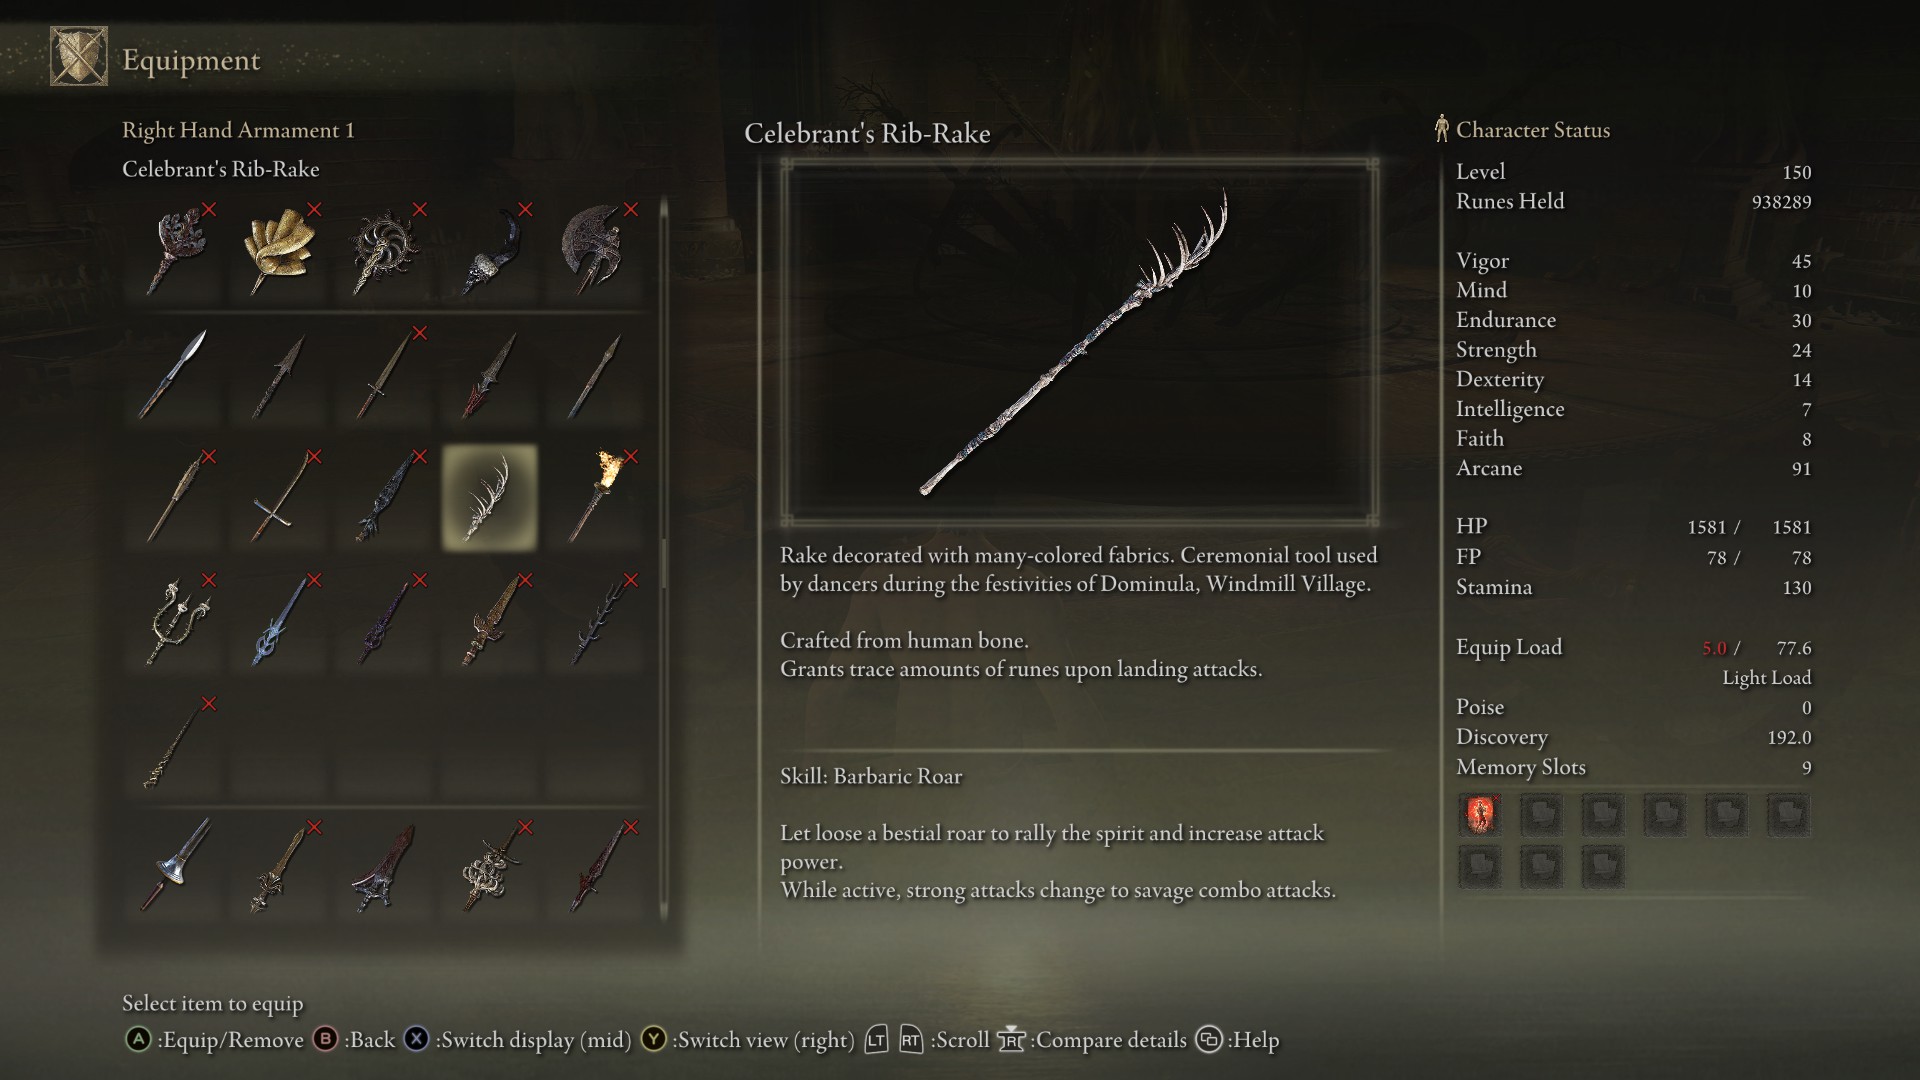 Equipment
Right Hand Armament 1
Celebrant's Rib-Rake
Celebrant's Rib-Rake
Rake decorated with many-colored fabrics. Ceremonial tool used
by dancers during the festivities of Dominula, Windmill Village.
Crafted from human bone.
Grants trace amounts of runes upon landing attacks.
Skill: Barbaric Roar
Let loose a bestial roar to rally the spirit and increase attack
power.
While active, strong attacks change to savage combo attacks.
Character Status
Level 150
Runes Held 938289
Vigor 45
Mind 10
Endurance 30
Strength 24
Dexterity 14
Intelligence 7
Faith 8
Arcane 91
HP 1581 / 1581
FP 78 / 78
Stamina 130
Equip Load 5.0 / 77.6
Light Load
Poise 0
Discovery 192.0
Memory Slots 9
Select item to equip
A :Equip/Remove B :Back X :Switch display (mid) Y :Switch view (right) LT RT :Scroll R :Compare details :Help